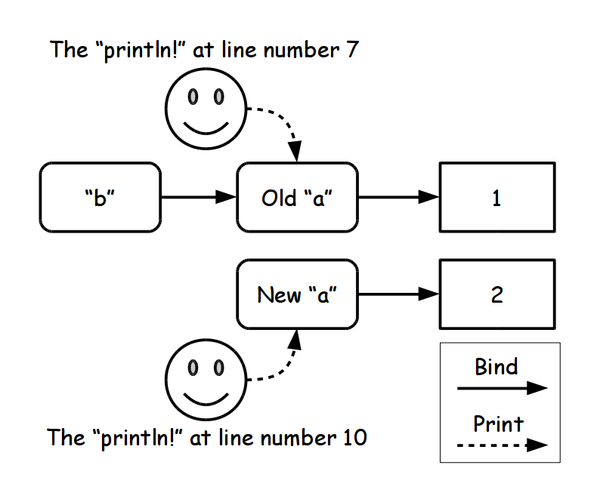 The “println!” at line number 7
“b”
Old “a”
1
New “a”
2
Bind
Print
The “println!” at line number 10